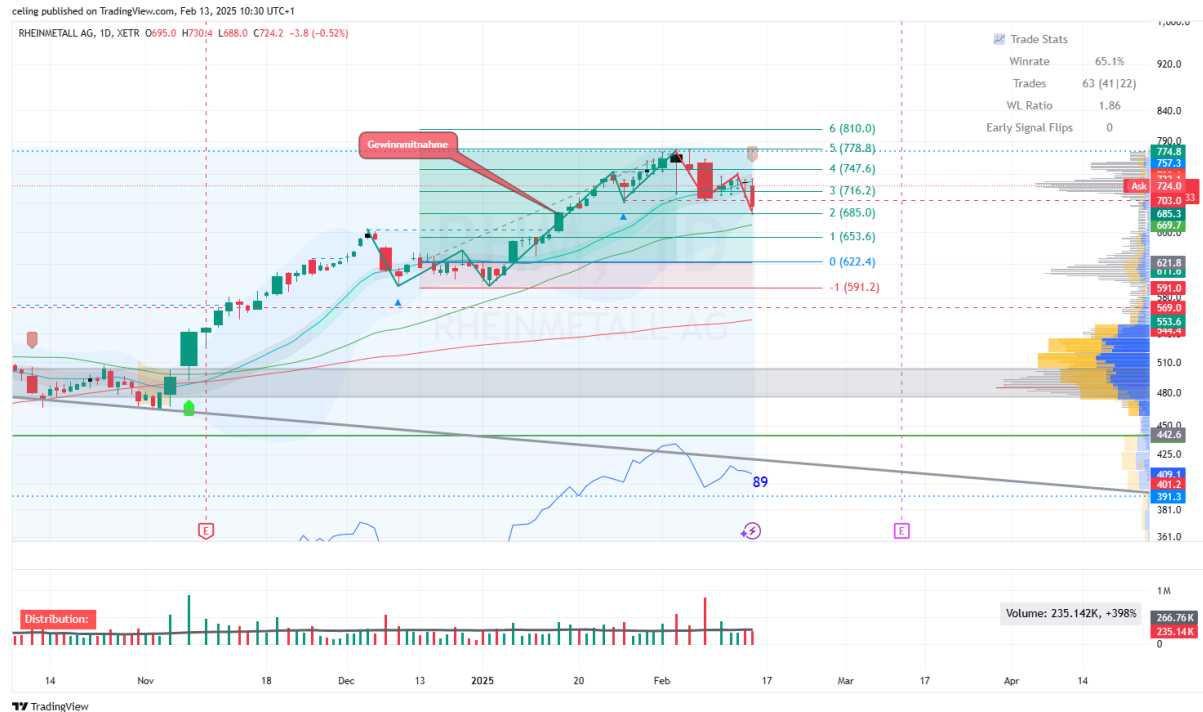 celing published on TradingView.com, Feb 13, 2025 10:30 UTC+1
RHEINMETALL AG, 1D, XETR O695.0 H730.4 L688.0 C724.2 −3.8 (−0.52%)
Trade Stats
Winrate 65.1%
Trades 63 (41|22)
WL Ratio 1.86
Early Signal Flips 0
Gewinnmitnahme
6 (810.0)
5 (778.8)
4 (747.6)
3 (716.2)
2 (685.0)
1 (653.6)
0 (622.4)
-1 (591.2)
1,000.0
920.0
840.0
790.0
774.8
757.3
Ask 724.0
33
703.0
685.3
669.7
621.8
611.6
591.0
580.0
569.0
553.6
544.4
510.0
480.0
442.6
425.0
409.1
401.2
391.3
381.0
361.0
RHEINMETALL AG
89
E
E
Distribution:
Volume: 235.142K, +398%
1M
266.76K
235.14K
0
14 Nov 18 Dec 13 2025 20 Feb 17 Mar 17 Apr 14
TradingView